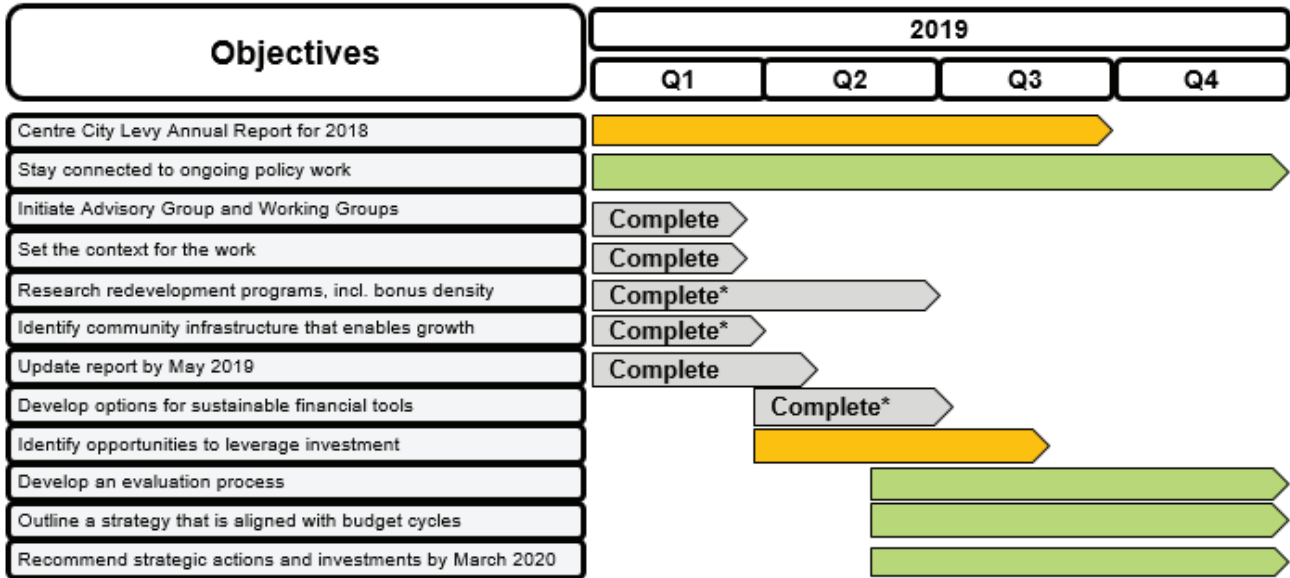 Objectives
2019
Q1 Q2 Q3 Q4
Centre City Levy Annual Report for 2018
Stay connected to ongoing policy work
Initiate Advisory Group and Working Groups
Complete
Set the context for the work
Complete
Research redevelopment programs, incl. bonus density
Complete*
Identify community infrastructure that enables growth
Complete*
Update report by May 2019
Complete
Develop options for sustainable financial tools
Complete*
Identify opportunities to leverage investment
Develop an evaluation process
Outline a strategy that is aligned with budget cycles
Recommend strategic actions and investments by March 2020